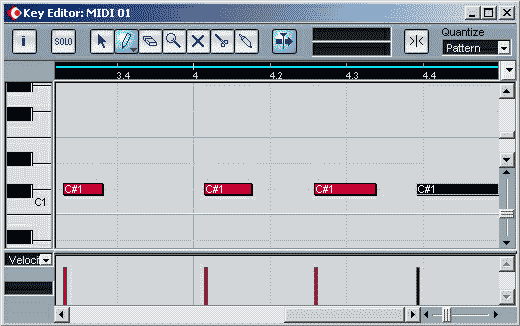 Key Editor: MIDI 01
i SOLO Quantize
Pattern
3.4 4 4.2 4.3 4.4
C#1 C#1 C#1 C#1
C1
Veloci